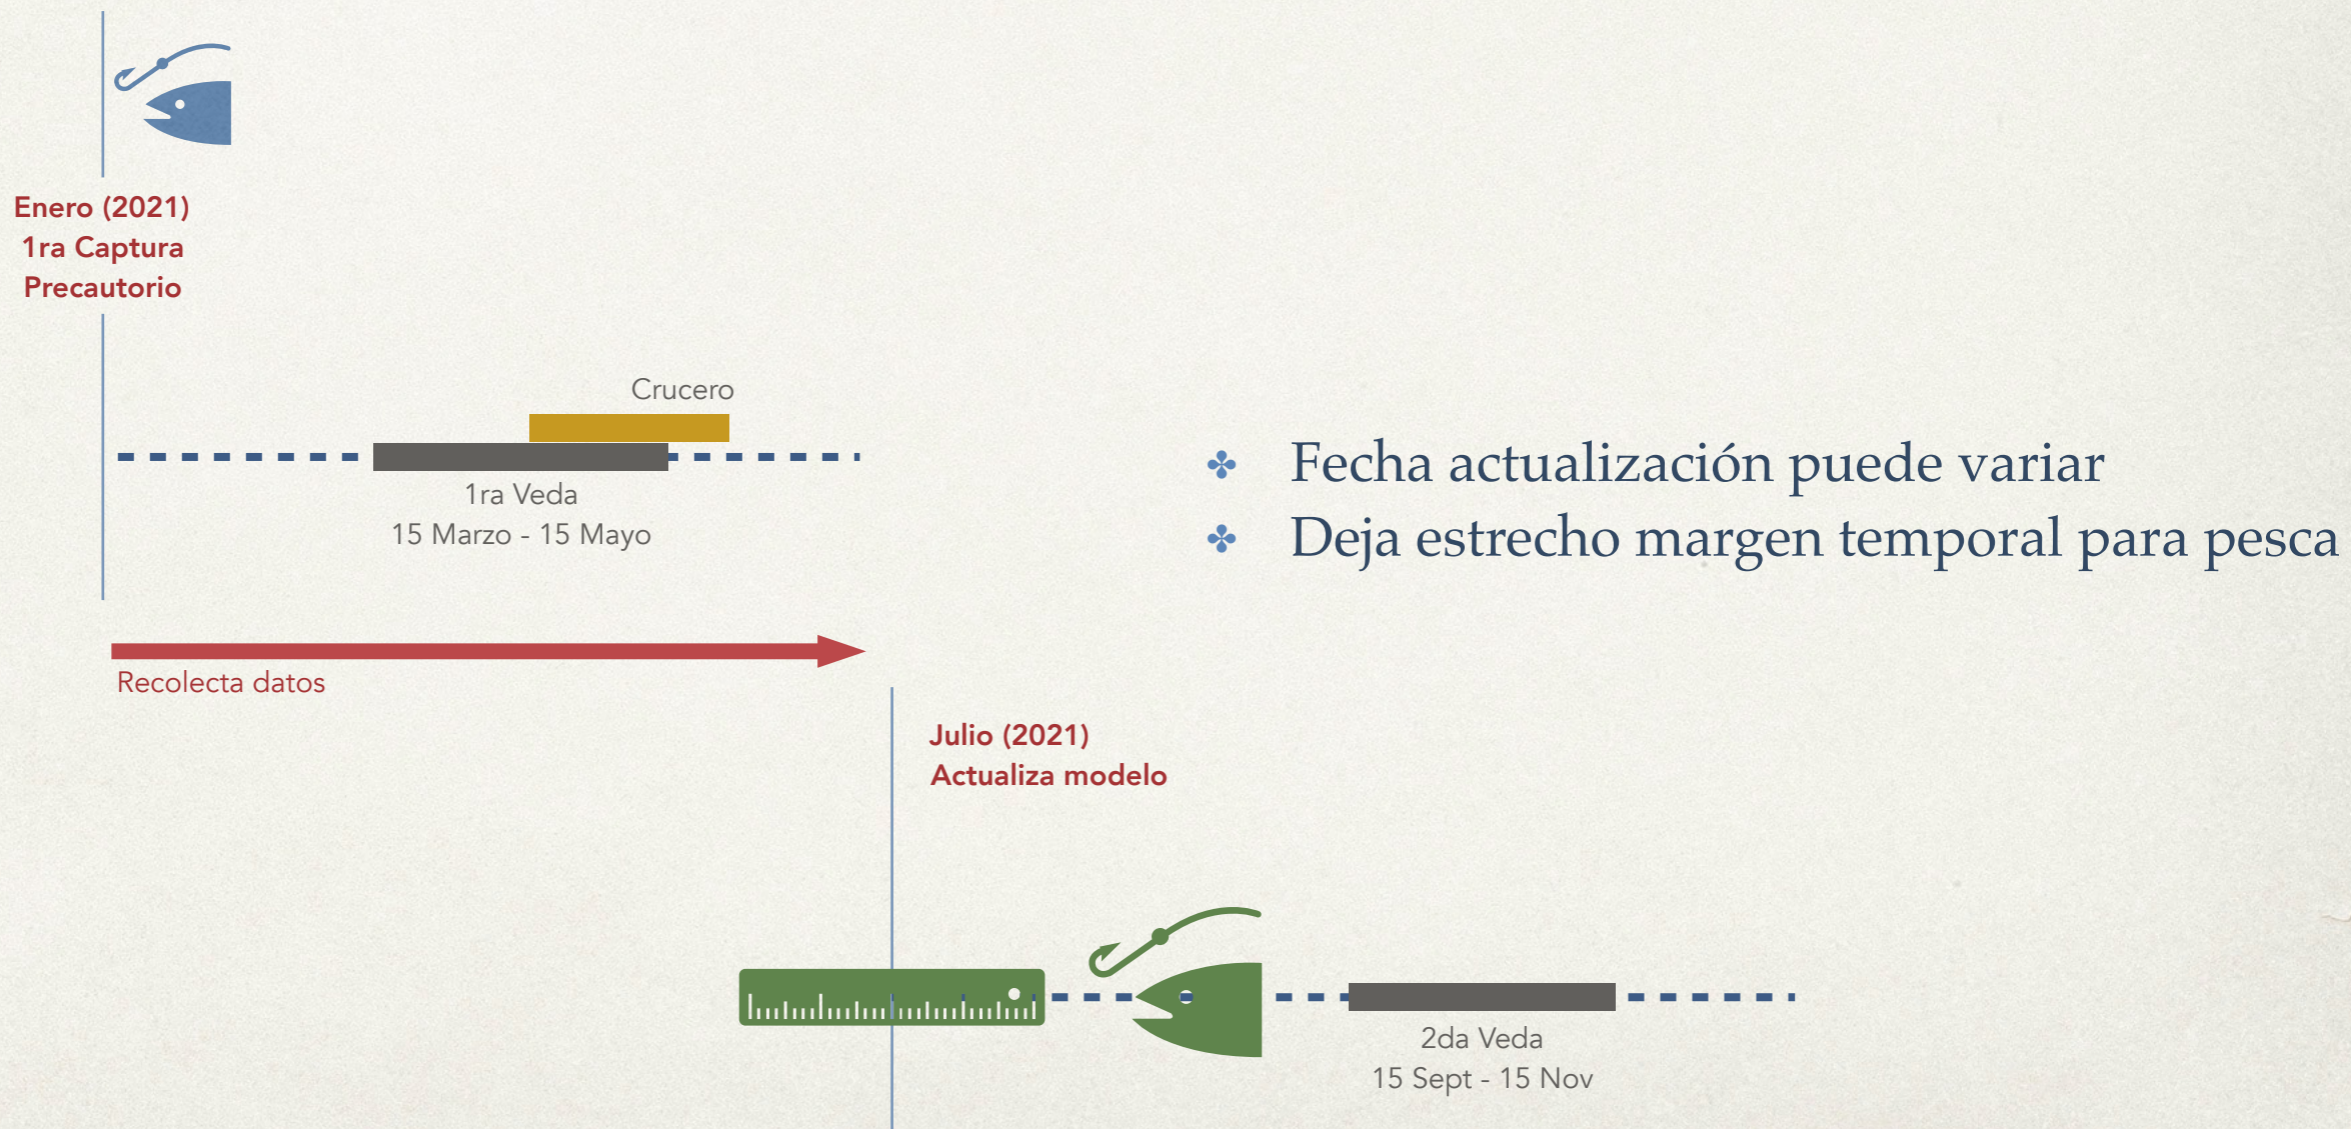 Enero (2021)
1ra Captura
Precautorio
Crucero
1ra Veda
15 Marzo - 15 Mayo
Fecha actualización puede variar
Deja estrecho margen temporal para pesca
Recolecta datos
Julio (2021)
Actualiza modelo
2da Veda
15 Sept - 15 Nov